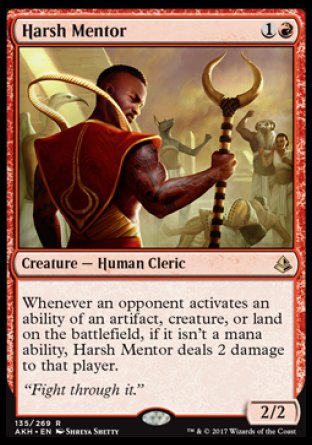 Harsh Mentor 1
Creature — Human Cleric
Whenever an opponent activates an
ability of an artifact, creature, or land
on the battlefield, if it isn't a mana
ability, Harsh Mentor deals 2 damage
to that player.
"Fight through it."
2/2
135/269 R
AKH • EN Shreya Shetty
™ & © 2017 Wizards of the Coast